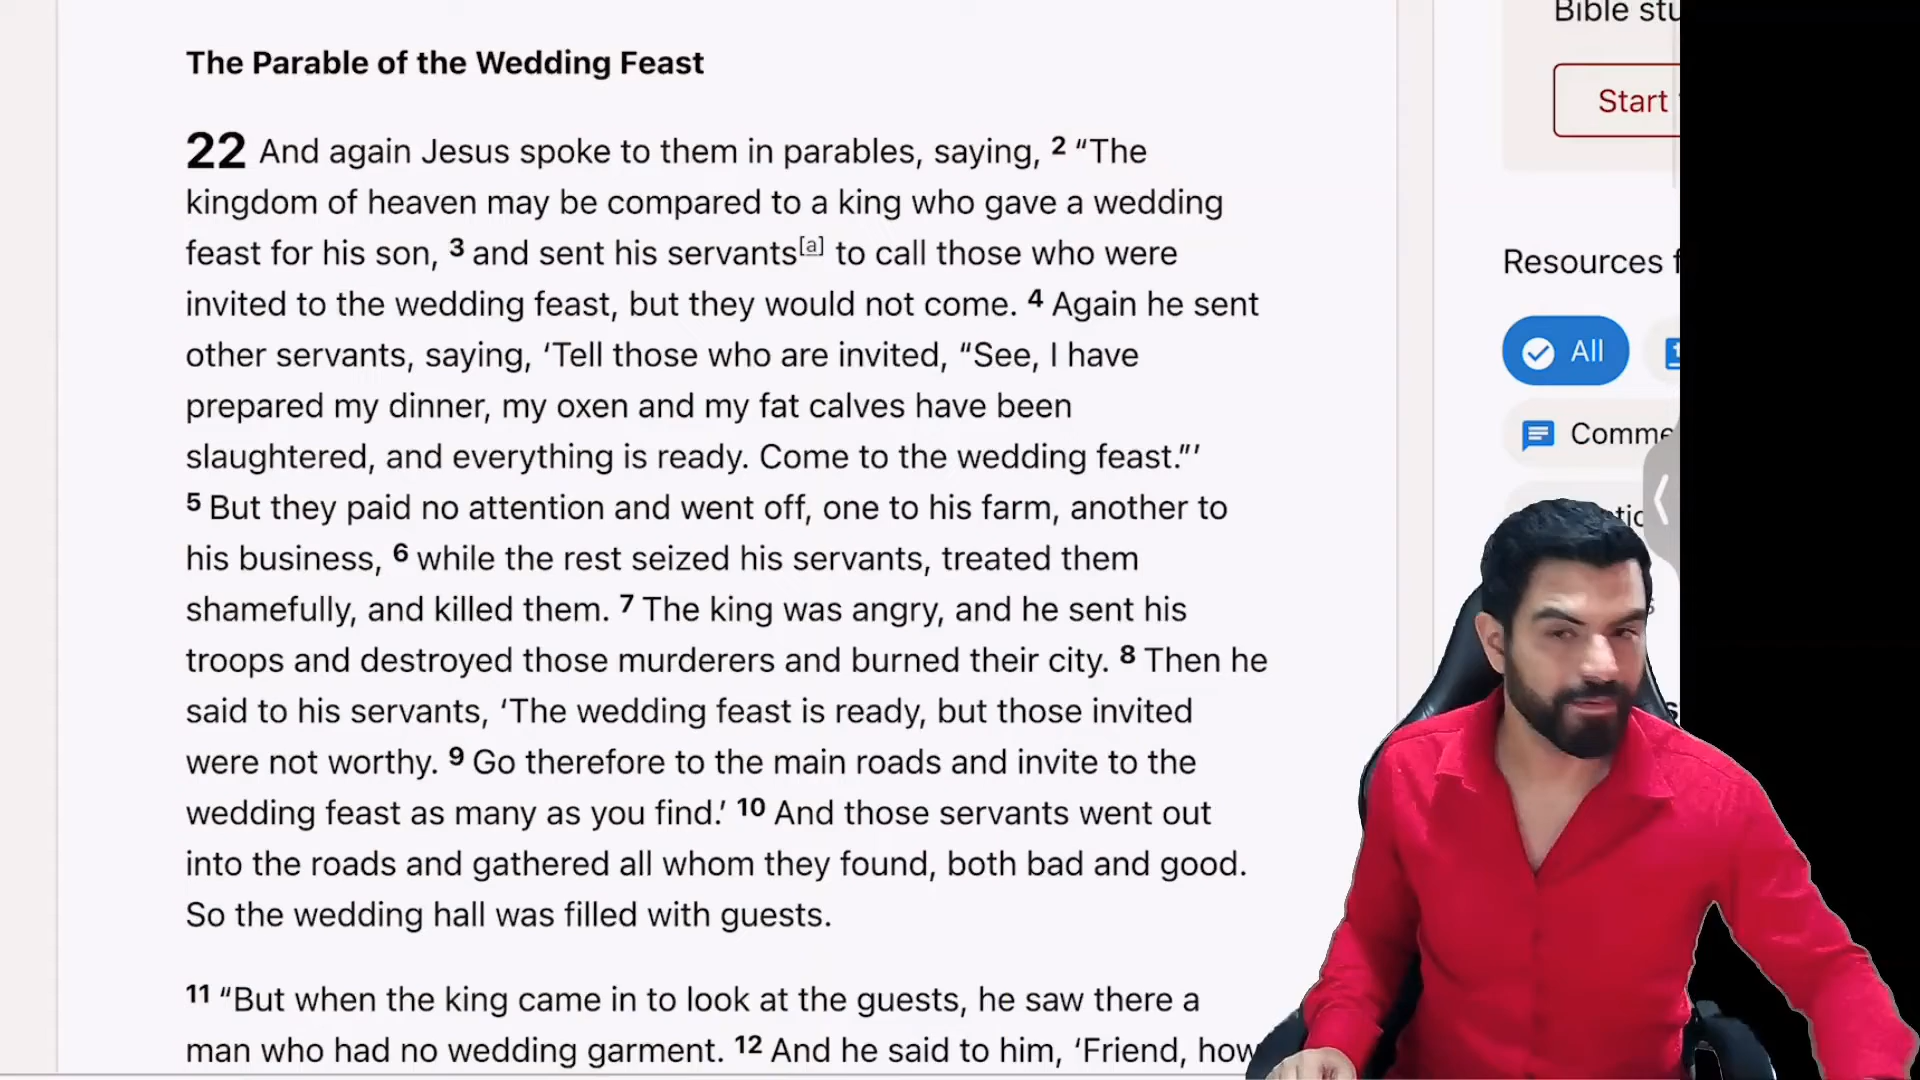 The Parable of the Wedding Feast
22 And again Jesus spoke to them in parables, saying, 2 “The
kingdom of heaven may be compared to a king who gave a wedding
feast for his son, 3 and sent his servants[a] to call those who were
invited to the wedding feast, but they would not come. 4 Again he sent
other servants, saying, ‘Tell those who are invited, “See, I have
prepared my dinner, my oxen and my fat calves have been
slaughtered, and everything is ready. Come to the wedding feast.”’
5 But they paid no attention and went off, one to his farm, another to
his business, 6 while the rest seized his servants, treated them
shamefully, and killed them. 7 The king was angry, and he sent his
troops and destroyed those murderers and burned their city. 8 Then he
said to his servants, ‘The wedding feast is ready, but those invited
were not worthy. 9 Go therefore to the main roads and invite to the
wedding feast as many as you find.’ 10 And those servants went out
into the roads and gathered all whom they found, both bad and good.
So the wedding hall was filled with guests.
11 “But when the king came in to look at the guests, he saw there a
man who had no wedding garment. 12 And he said to him, ‘Friend, how
Bible stu
Start
Resources f
All
Comme